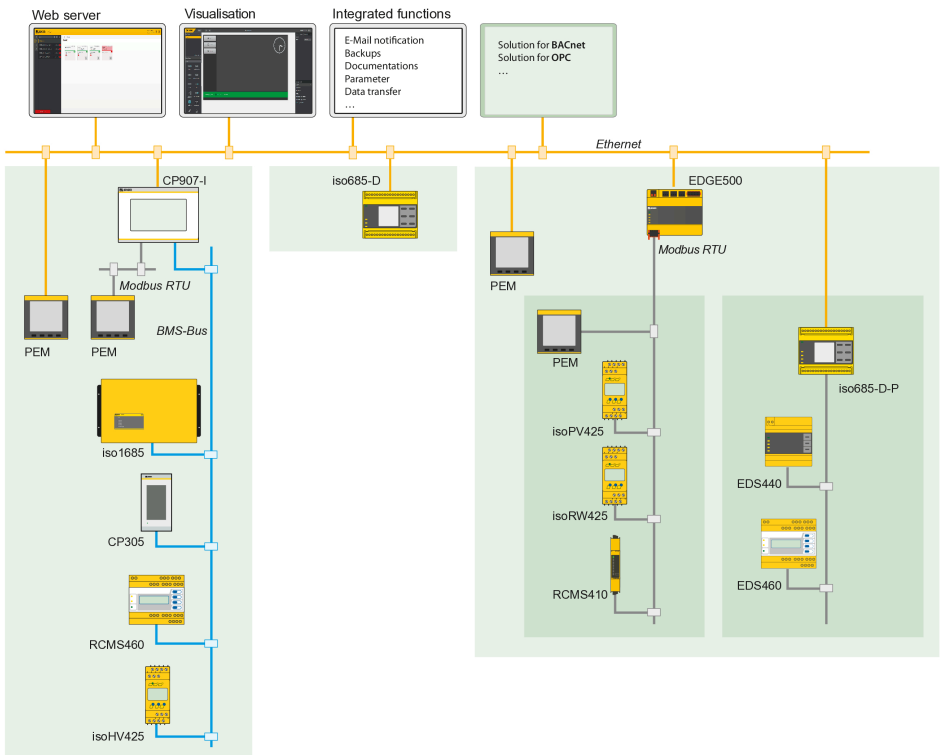 Web server
Visualisation
Integrated functions
E-Mail notification
Backups
Documentations
Parameter
Data transfer
...
Solution for BACnet
Solution for OPC
...
Ethernet
CP907-I
iso685-D
EDGE500
Modbus RTU
PEM
Modbus RTU
BMS-Bus
PEM
PEM
PEM
iso685-D-P
iso1685
isoPV425
EDS440
isoRW425
CP305
EDS460
RCMS410
RCMS460
isoHV425